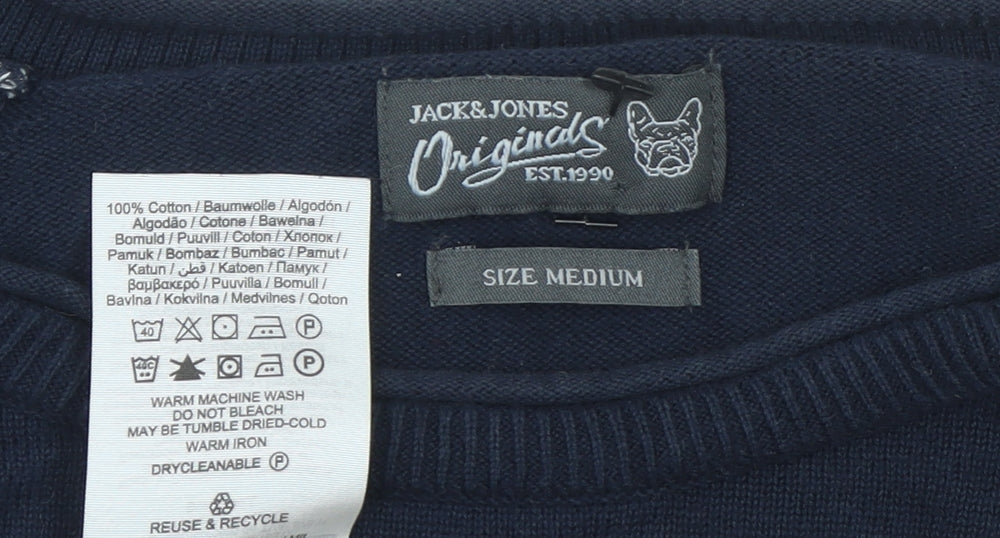 JACK&JONES
Originals
EST.1990
SIZE MEDIUM
100% Cotton / Baumwolle / Algodón /
Algodão / Cotone / Bawełna /
Bomuld / Puuvill / Coton / Хлопок /
Pamuk / Bombaz / Bumbac / Pamut /
Katun / قطن / Katoen / Памук /
βαμβακερό / Puuvilla / Bomull /
Bavlna / Kokvilna / Medvilnes / Qoton
40 P
40C P
WARM MACHINE WASH
DO NOT BLEACH
MAY BE TUMBLE DRIED-COLD
WARM IRON
DRYCLEANABLE P
REUSE & RECYCLE